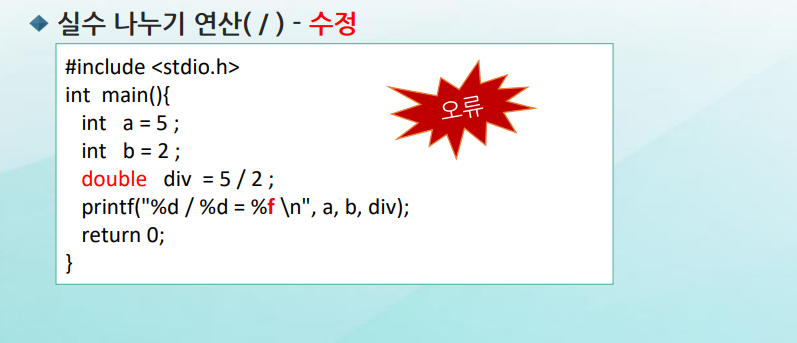 실수 나누기 연산( / ) - 수정
#include <stdio.h>
int main(){
int a = 5 ;
int b = 2 ;
double div = 5 / 2 ;
printf("%d / %d = %f \n", a, b, div);
return 0;
}
오류